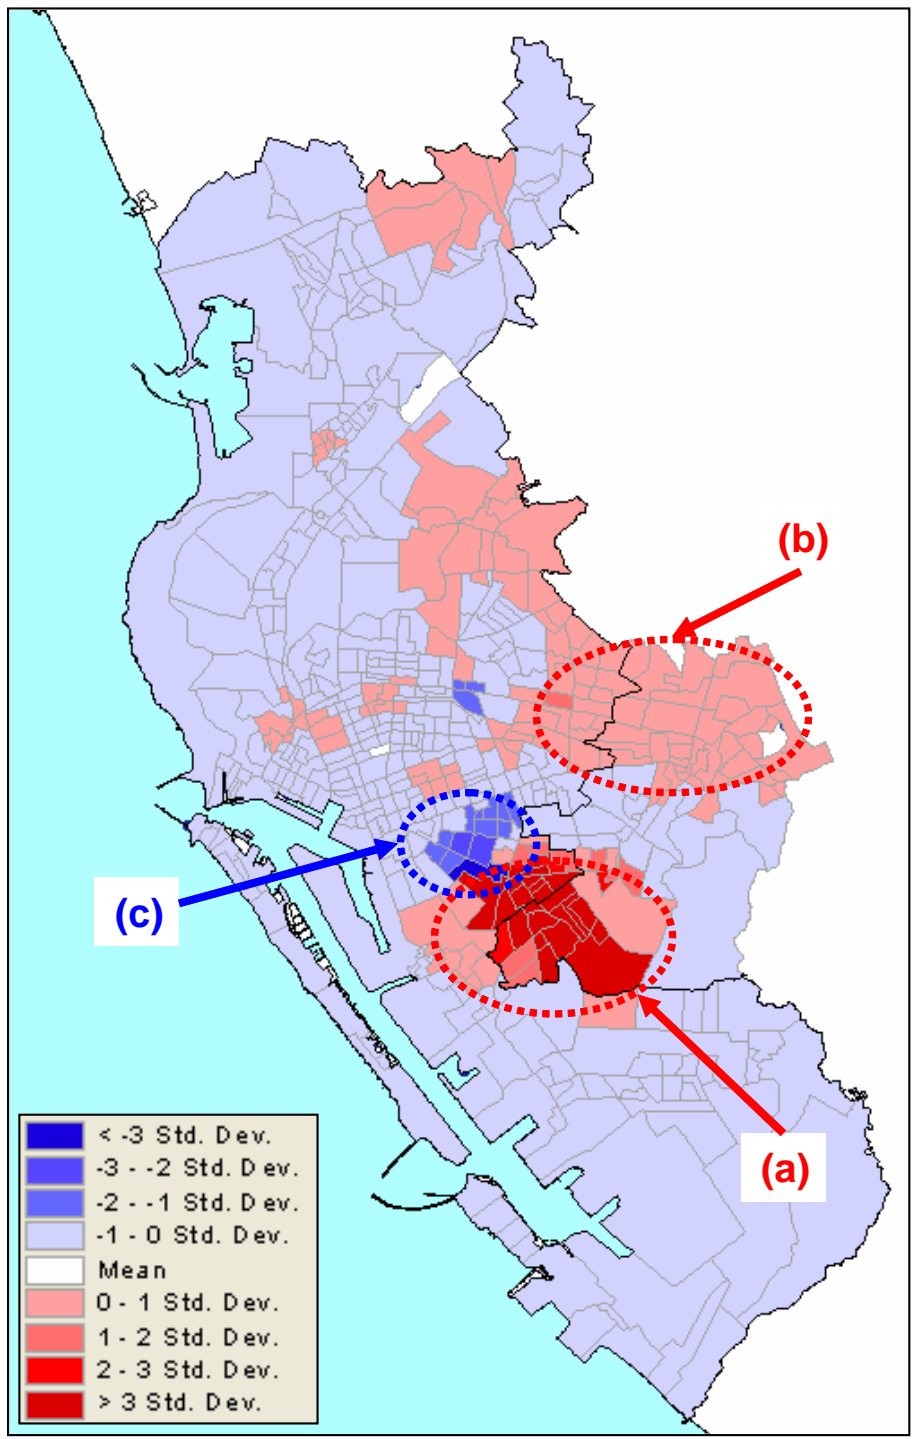 (b)
(c)
(a)
< -3 Std. Dev.
-3 - -2 Std. Dev.
-2 - -1 Std. Dev.
-1 - 0 Std. Dev.
Mean
0 - 1 Std. Dev.
1 - 2 Std. Dev.
2 - 3 Std. Dev.
> 3 Std. Dev.